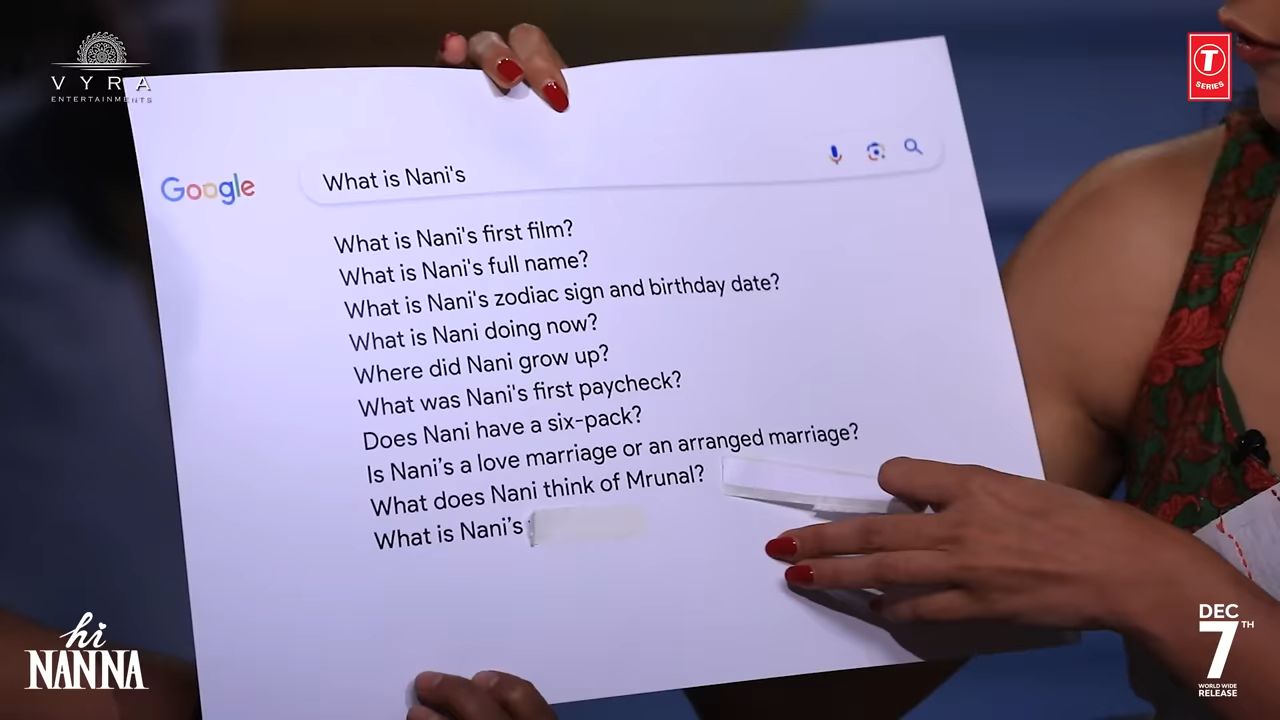 VYRA
ENTERTAINMENTS
T
SERIES
Google
What is Nani's
What is Nani's first film?
What is Nani's full name?
What is Nani's zodiac sign and birthday date?
What is Nani doing now?
Where did Nani grow up?
What was Nani's first paycheck?
Does Nani have a six-pack?
Is Nani’s a love marriage or an arranged marriage?
What does Nani think of Mrunal?
What is Nani’s
hi
NANNA
DEC
7TH
WORLD WIDE
RELEASE